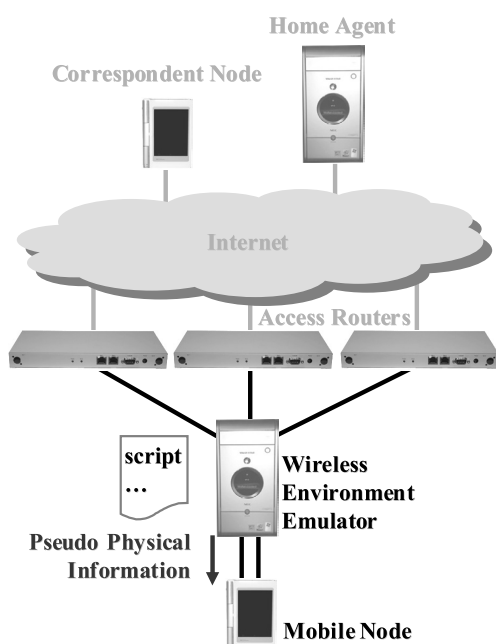 Home Agent
Correspondent Node
Internet
Access Routers
script
...
Wireless
Environment
Emulator
Pseudo Physical
Information
Mobile Node